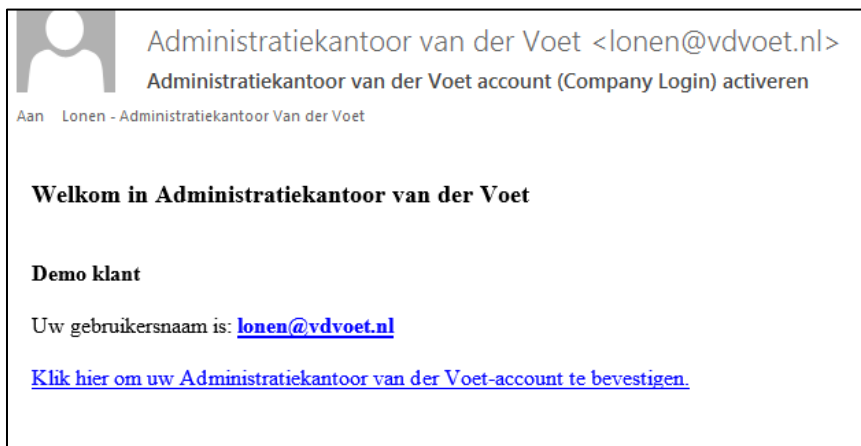 Administratiekantoor van der Voet <lonen@vdvoet.nl>
Administratiekantoor van der Voet account (Company Login) activeren
Aan Lonen - Administratiekantoor Van der Voet
Welkom in Administratiekantoor van der Voet
Demo klant
Uw gebruikersnaam is: lonen@vdvoet.nl
Klik hier om uw Administratiekantoor van der Voet-account te bevestigen.